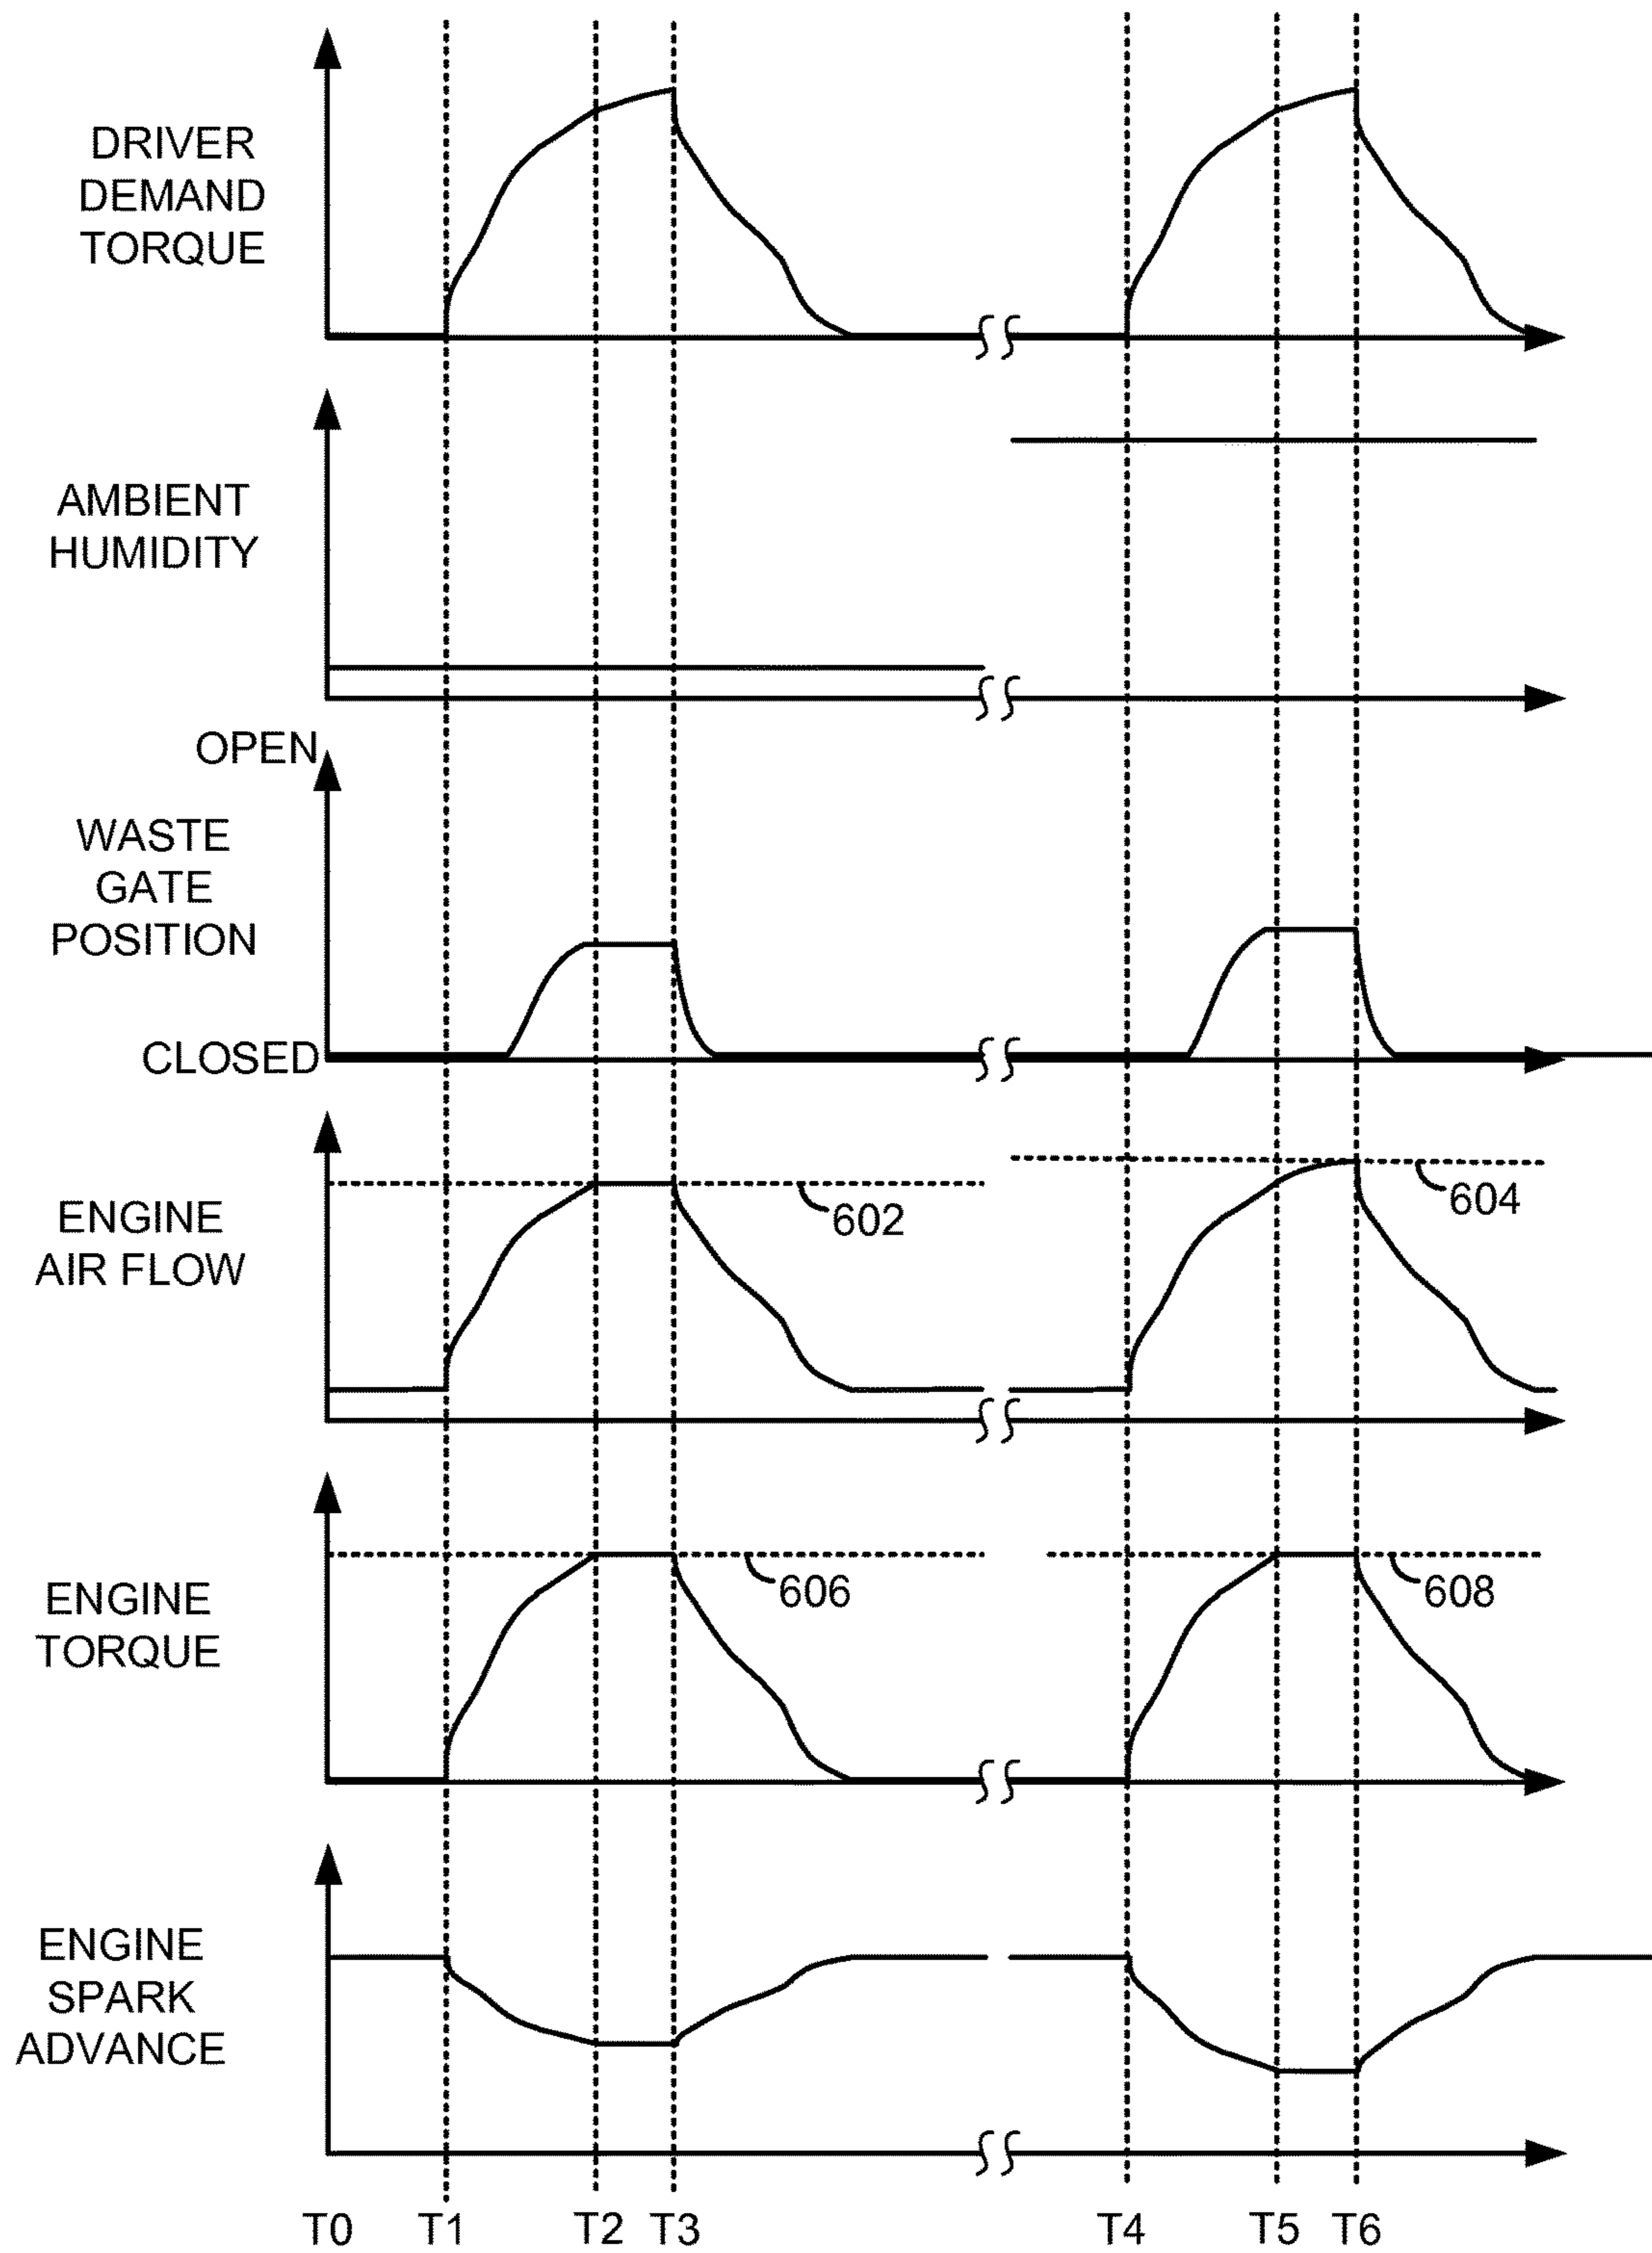 DRIVER
DEMAND
TORQUE
AMBIENT
HUMIDITY
OPEN
WASTE
GATE
POSITION
CLOSED
ENGINE
AIR FLOW
602
604
ENGINE
TORQUE
606
608
ENGINE
SPARK
ADVANCE
T0 T1 T2 T3 T4 T5 T6